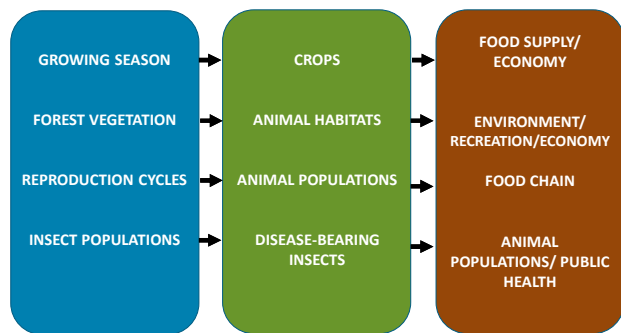 GROWING SEASON
CROPS
FOOD SUPPLY/
ECONOMY
FOREST VEGETATION
ANIMAL HABITATS
ENVIRONMENT/
RECREATION/ECONOMY
REPRODUCTION CYCLES
ANIMAL POPULATIONS
FOOD CHAIN
INSECT POPULATIONS
DISEASE-BEARING
INSECTS
ANIMAL
POPULATIONS/ PUBLIC
HEALTH